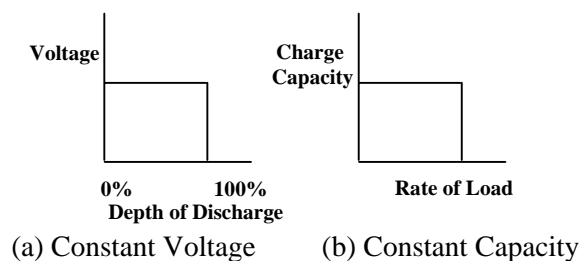 Voltage
0% 100%
Depth of Discharge
(a) Constant Voltage
Charge
Capacity
Rate of Load
(b) Constant Capacity